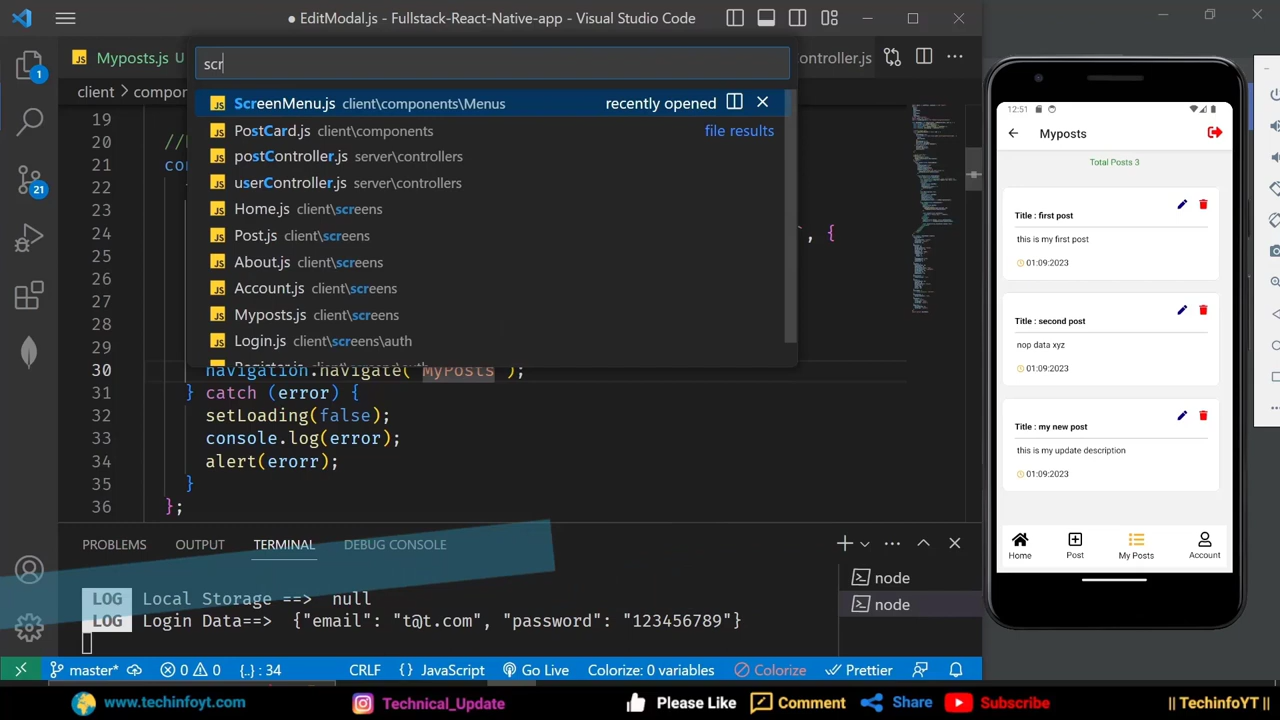 EditModal.js - Fullstack-React-Native-app - Visual Studio Code
Myposts.js U
ontroller.js
scr
client > compor
ScreenMenu.js client\components\Menus recently opened
PostCard.js client\components file results
postController.js server\controllers
userController.js server\controllers
Home.js client\screens
Post.js client\screens
About.js client\screens
Account.js client\screens
Myposts.js client\screens
Login.js client\screens\auth
19
20 //
21 con
22
23
24 `, {
25
26
27
28
29
30 navigation.navigate("MyPosts");
31 } catch (error) {
32 setLoading(false);
33 console.log(error);
34 alert(erorr);
35 }
36 };
1
21
PROBLEMS OUTPUT TERMINAL DEBUG CONSOLE
LOG Local Storage ==> null
LOG Login Data==> {"email": "t@t.com", "password": "123456789"}
node
node
master* 0 0 {..} : 34 CRLF {} JavaScript Go Live Colorize: 0 variables Colorize Prettier
12:51
Myposts
Total Posts 3
Title : first post
this is my first post
01:09:2023
Title : second post
nop data xyz
01:09:2023
Title : my new post
this is my update description
01:09:2023
Home Post My Posts Account
www.techinfoyt.com Technical_Update Please Like Comment Share Subscribe || TechinfoYT ||